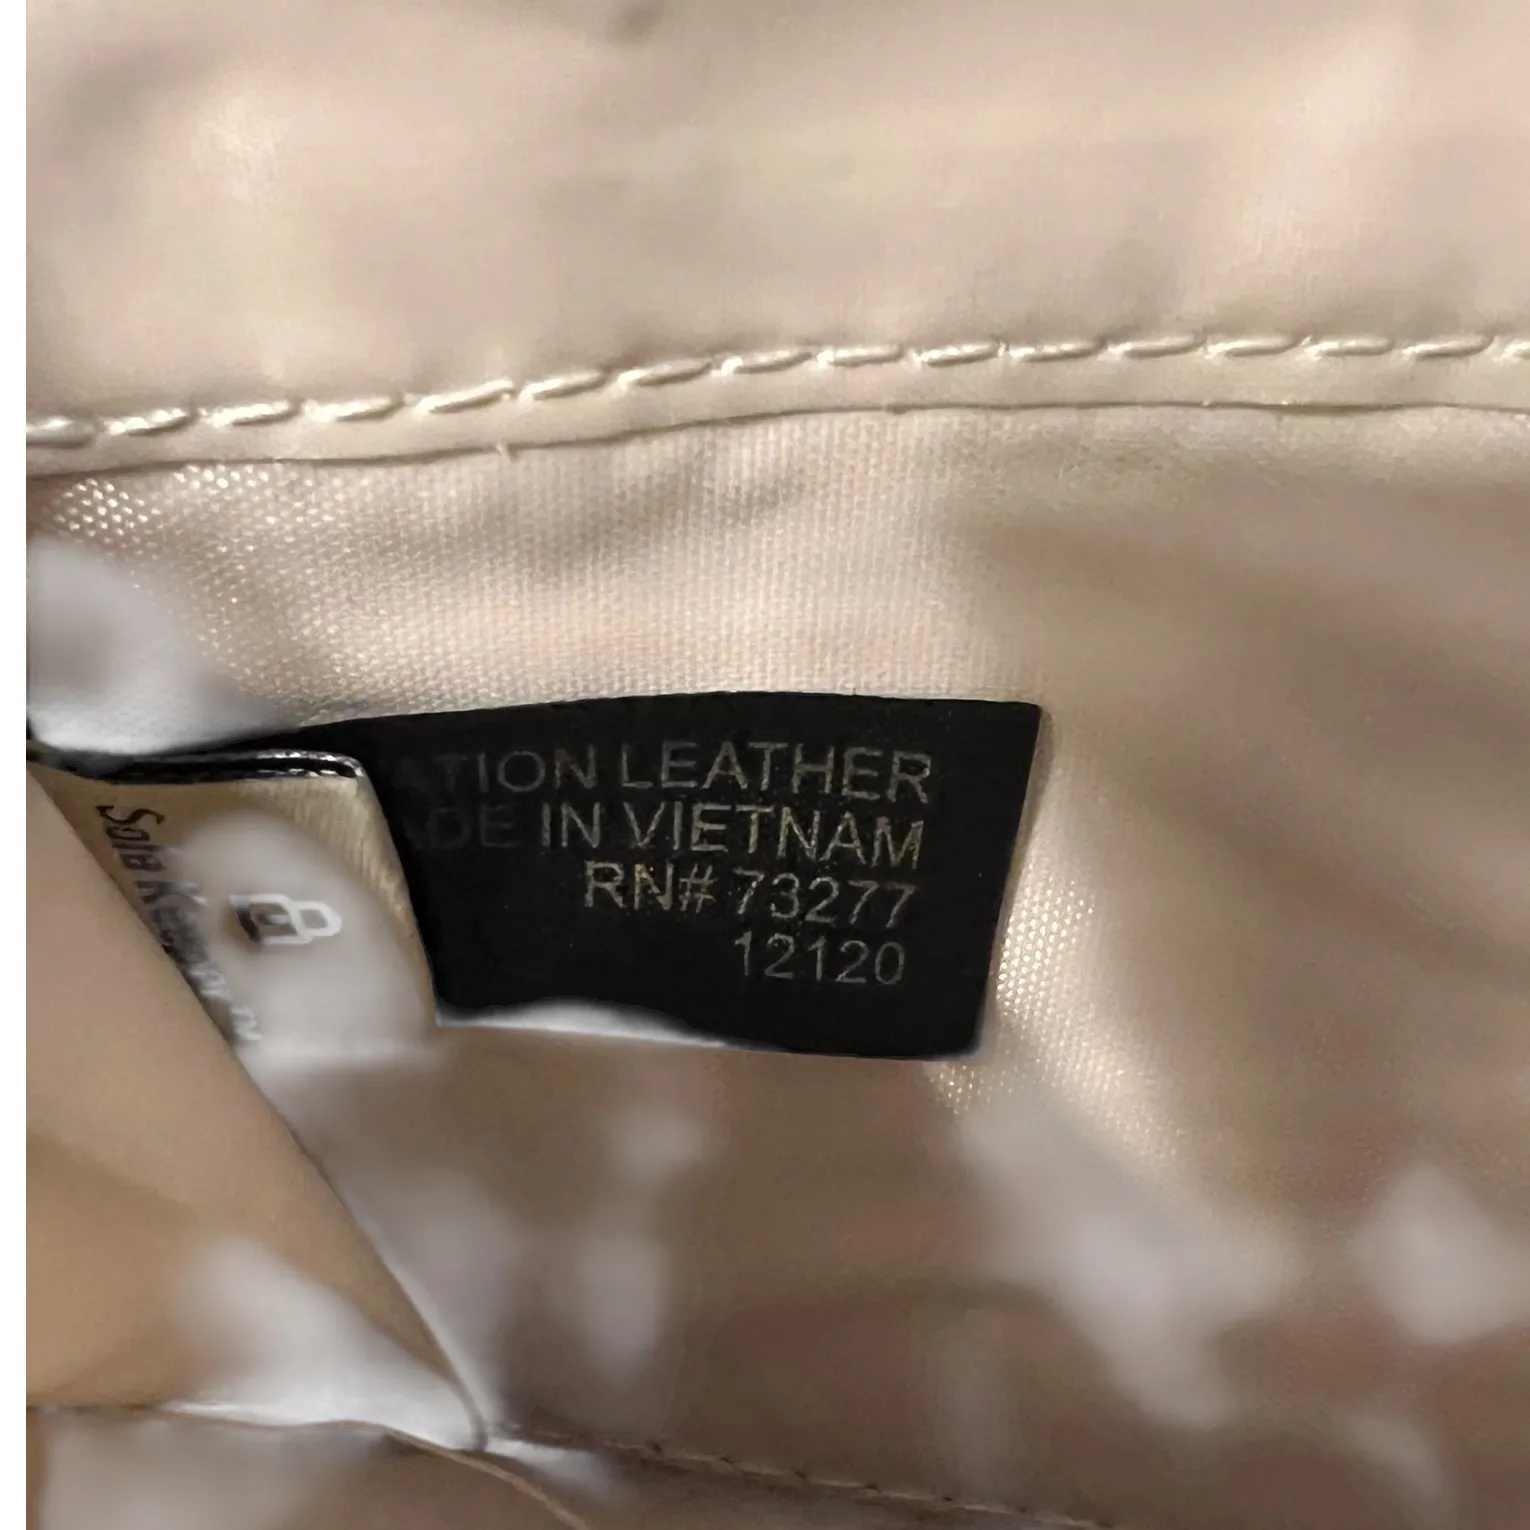 ATION LEATHER
ADE IN VIETNAM
RN# 73277
12120